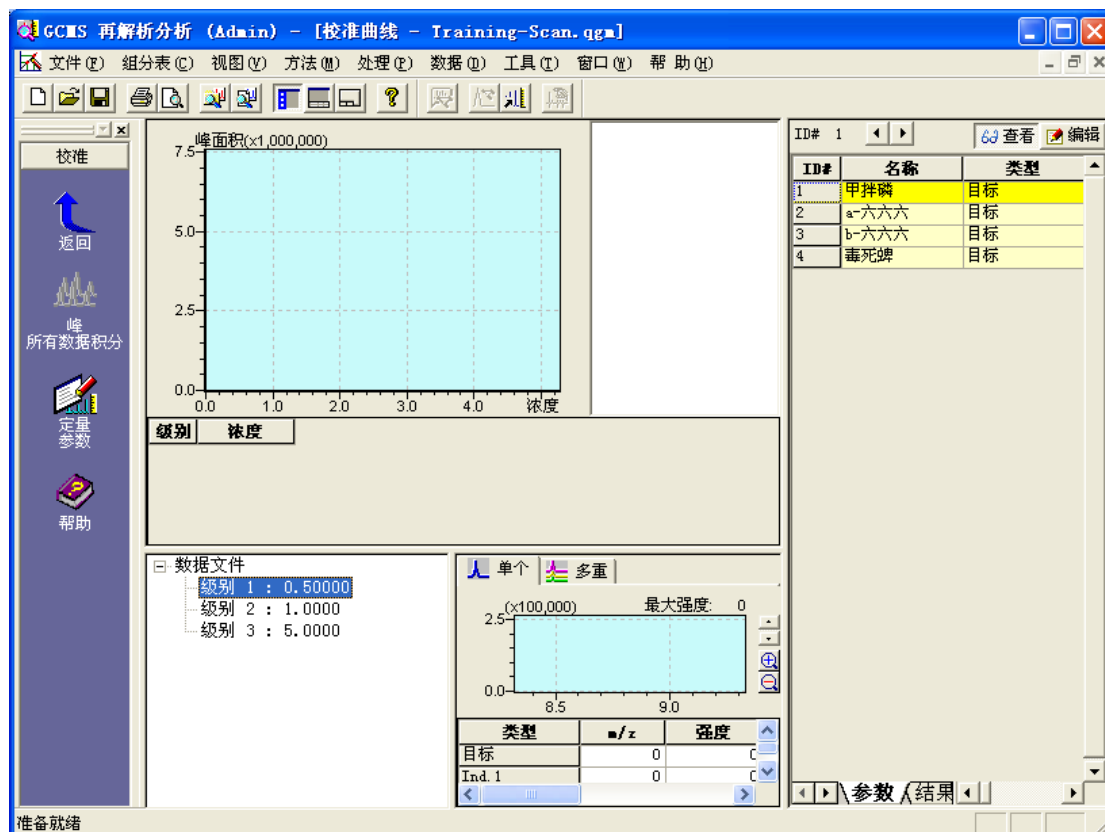 GCMS 再解析分析 (Admin) - [校准曲线 - Training-Scan.qgm]
文件(F) 组分表(C) 视图(V) 方法(M) 处理(P) 数据(D) 工具(T) 窗口(W) 帮 助(H)
校准
返回
峰
所有数据积分
定量
参数
帮助
峰面积(x1,000,000)
7.5
5.0
2.5
0.0
0.0 1.0 2.0 3.0 4.0 浓度
级别 浓度
数据文件
级别 1 : 0.50000
级别 2 : 1.0000
级别 3 : 5.0000
单个 多重
(x100,000) 最大强度: 0
2.5
0.0
8.5 9.0
类型 m/z 强度
目标 0 0
Ind.1 0 0
ID# 1 查看 编辑
ID# 名称 类型
1 甲拌磷 目标
2 a-六六六 目标
3 b-六六六 目标
4 毒死蜱 目标
参数 结果
准备就绪